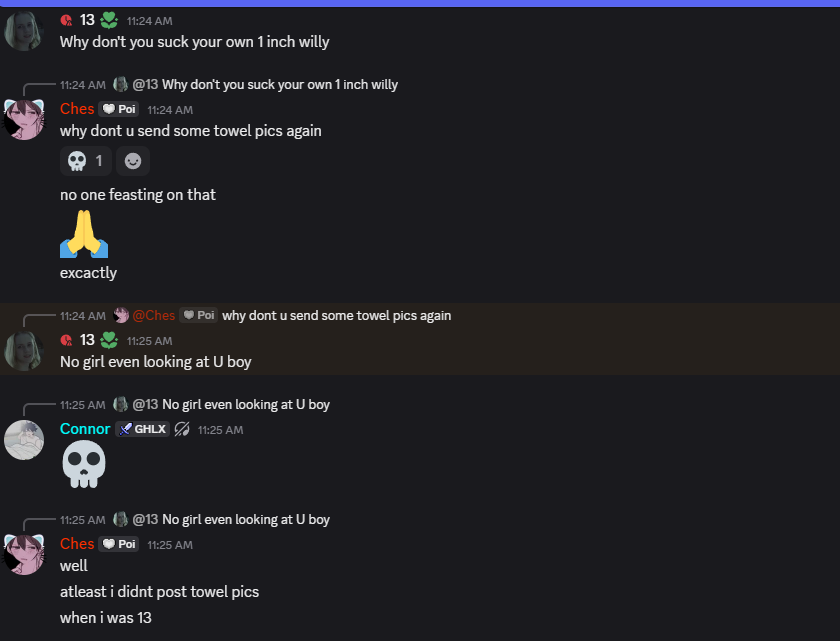 13 11:24 AM
Why don't you suck your own 1 inch willy
11:24 AM @13 Why don't you suck your own 1 inch willy
Ches Poi 11:24 AM
why dont u send some towel pics again
1
no one feasting on that
excactly
11:24 AM @Ches Poi why dont u send some towel pics again
13 11:25 AM
No girl even looking at U boy
11:25 AM @13 No girl even looking at U boy
Connor GHLX 11:25 AM
11:25 AM @13 No girl even looking at U boy
Ches Poi 11:25 AM
well
atleast i didnt post towel pics
when i was 13